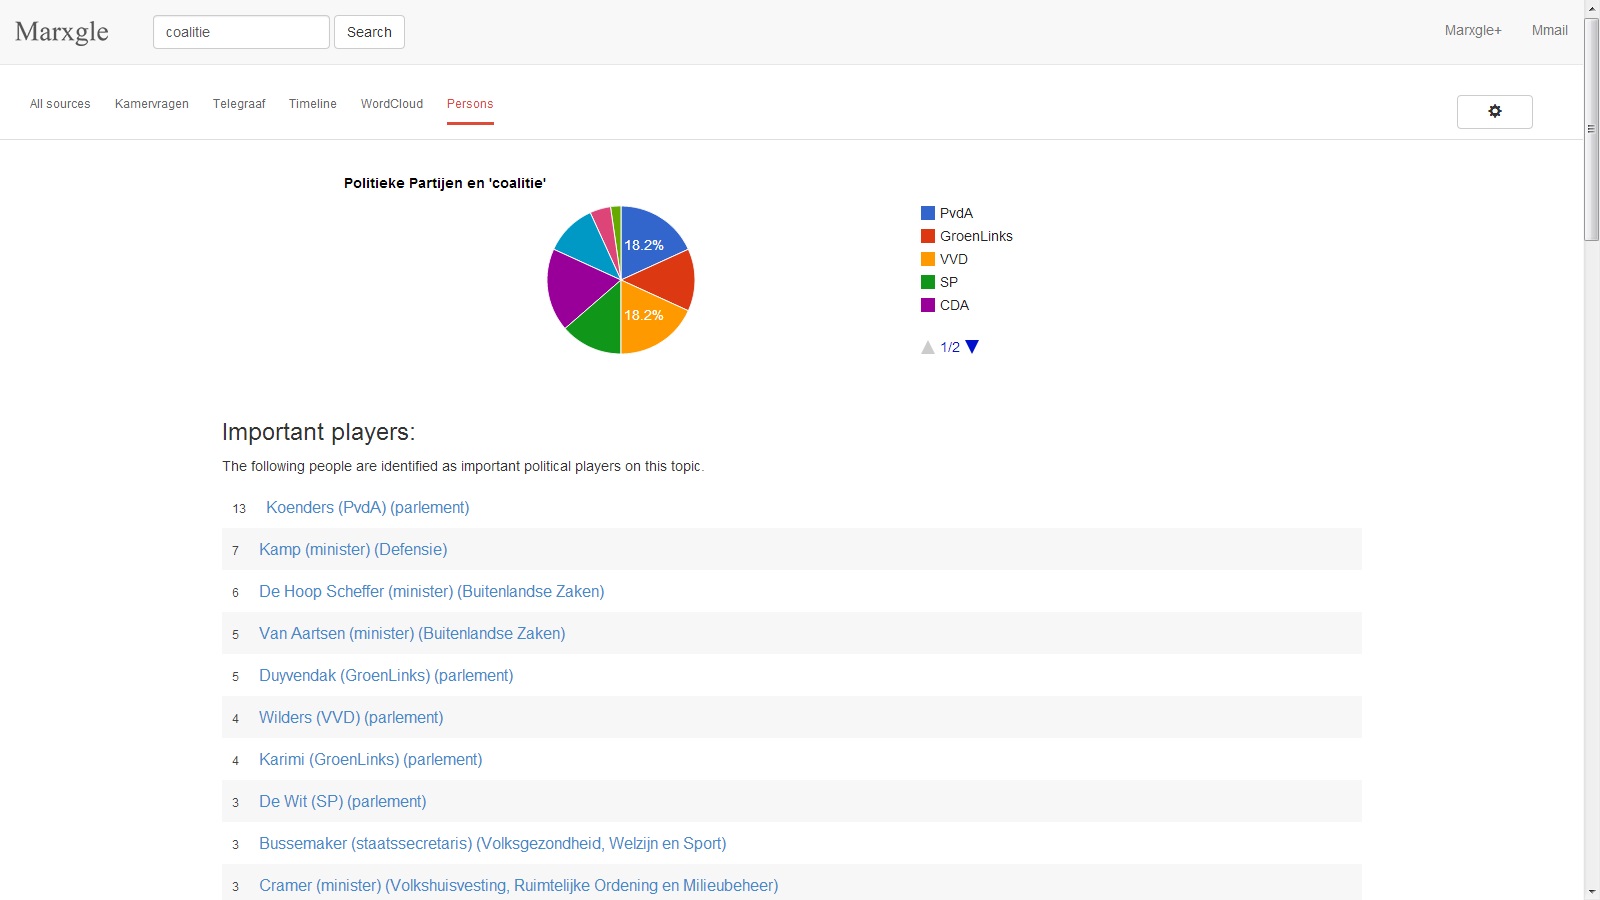 Marxgle
coalitie
Search
Marxgle+
Mmail
All sources
Kamervragen
Telegraaf
Timeline
WordCloud
Persons
Politieke Partijen en 'coalitie'
18.2%
18.2%
PvdA
GroenLinks
VVD
SP
CDA
1/2
Important players:
The following people are identified as important political players on this topic.
13 Koenders (PvdA) (parlement)
7 Kamp (minister) (Defensie)
6 De Hoop Scheffer (minister) (Buitenlandse Zaken)
5 Van Aartsen (minister) (Buitenlandse Zaken)
5 Duyvendak (GroenLinks) (parlement)
4 Wilders (VVD) (parlement)
4 Karimi (GroenLinks) (parlement)
3 De Wit (SP) (parlement)
3 Bussemaker (staatssecretaris) (Volksgezondheid, Welzijn en Sport)
3 Cramer (minister) (Volkshuisvesting, Ruimtelijke Ordening en Milieubeheer)